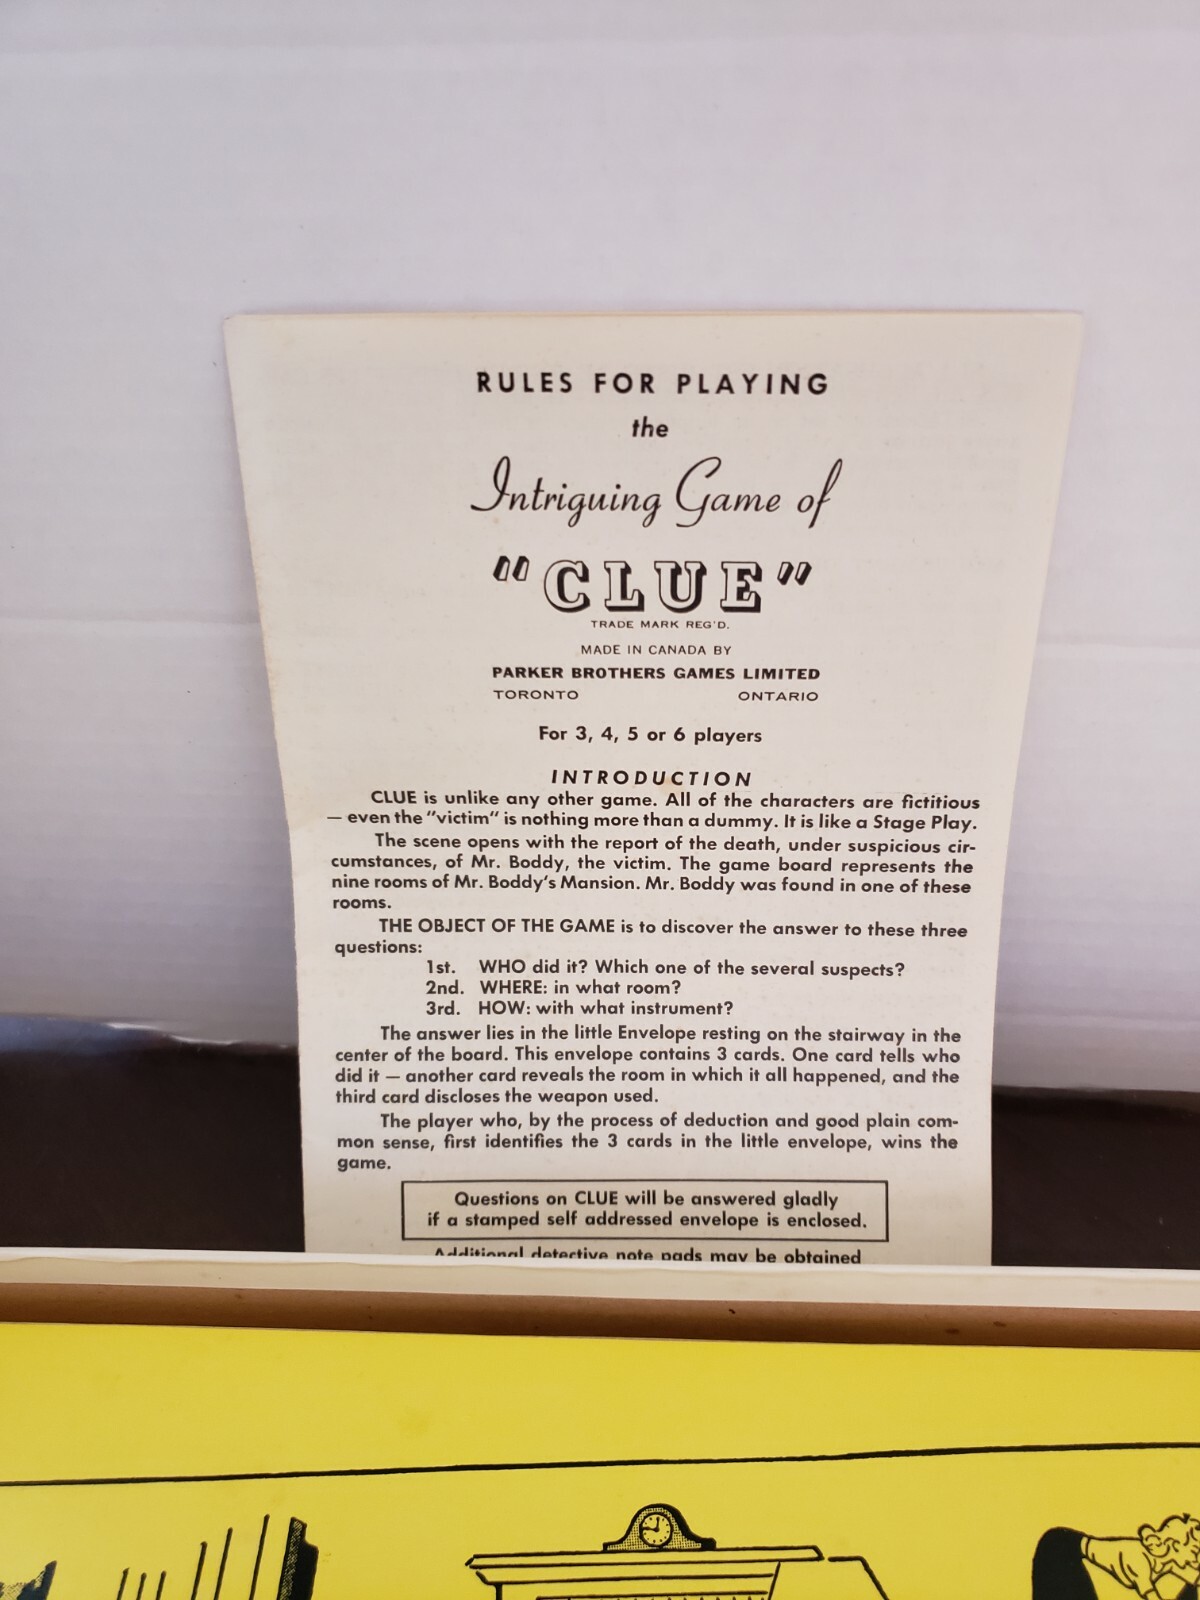 RULES FOR PLAYING
the
Intriguing Game of
"CLUE"
TRADE MARK REG'D.
MADE IN CANADA BY
PARKER BROTHERS GAMES LIMITED
TORONTO ONTARIO
For 3, 4, 5 or 6 players
INTRODUCTION
CLUE is unlike any other game. All of the characters are fictitious
— even the "victim" is nothing more than a dummy. It is like a Stage Play.
The scene opens with the report of the death, under suspicious cir-
cumstances, of Mr. Boddy, the victim. The game board represents the
nine rooms of Mr. Boddy's Mansion. Mr. Boddy was found in one of these
rooms.
THE OBJECT OF THE GAME is to discover the answer to these three
questions:
1st. WHO did it? Which one of the several suspects?
2nd. WHERE: in what room?
3rd. HOW: with what instrument?
The answer lies in the little Envelope resting on the stairway in the
center of the board. This envelope contains 3 cards. One card tells who
did it — another card reveals the room in which it all happened, and the
third card discloses the weapon used.
The player who, by the process of deduction and good plain com-
mon sense, first identifies the 3 cards in the little envelope, wins the
game.
Questions on CLUE will be answered gladly
if a stamped self addressed envelope is enclosed.
Additional detective note pads may be obtained